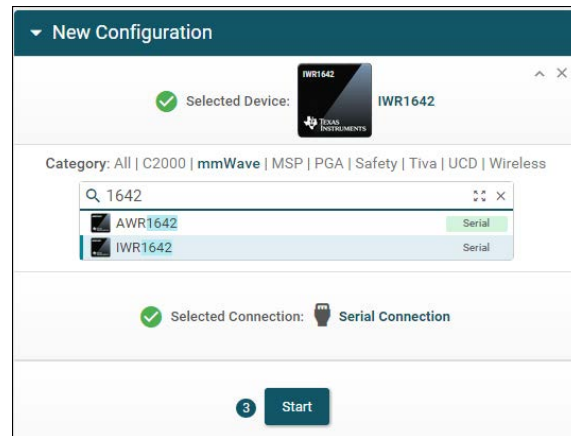 New Configuration
IWR1642
Selected Device:
TEXAS
INSTRUMENTS
IWR1642
Category: All | C2000 | mmWave | MSP | PGA | Safety | Tiva | UCD | Wireless
1642
AWR1642 Serial
IWR1642 Serial
Selected Connection: Serial Connection
3 Start